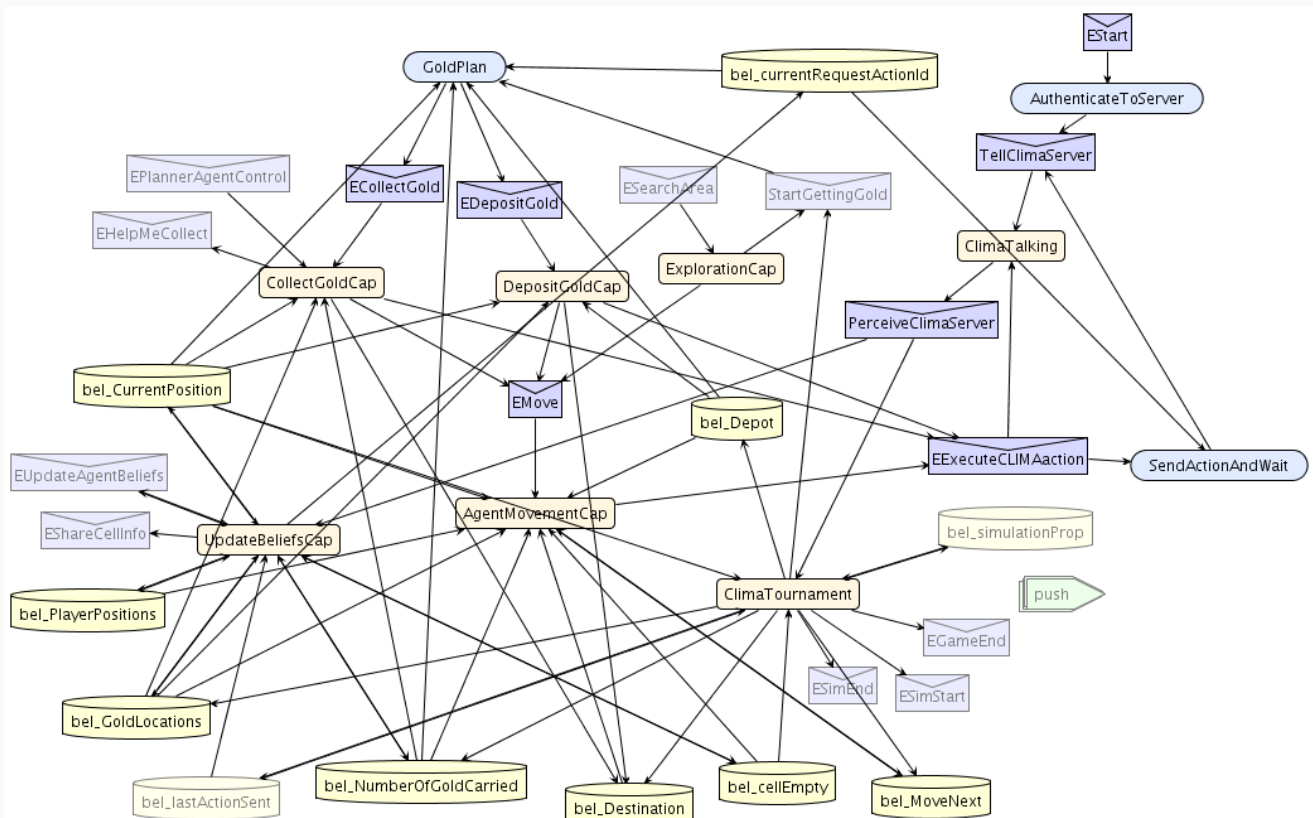 EStart
GoldPlan
bel_currentRequestActionId
AuthenticateToServer
TellClimaServer
EPlannerAgentControl
ECollectGold
EDepositGold
ESearchArea
StartGettingGold
EHelpMeCollect
ClimaTalking
CollectGoldCap
DepositGoldCap
ExplorationCap
PerceiveClimaServer
bel_CurrentPosition
EMove
bel_Depot
EExecuteCLIMAaction
SendActionAndWait
EUpdateAgentBeliefs
AgentMovementCap
EShareCellInfo
UpdateBeliefsCap
bel_simulationProp
bel_PlayerPositions
ClimaTournament
push
EGameEnd
ESimEnd
ESimStart
bel_GoldLocations
bel_lastActionSent
bel_NumberOfGoldCarried
bel_Destination
bel_cellEmpty
bel_MoveNext